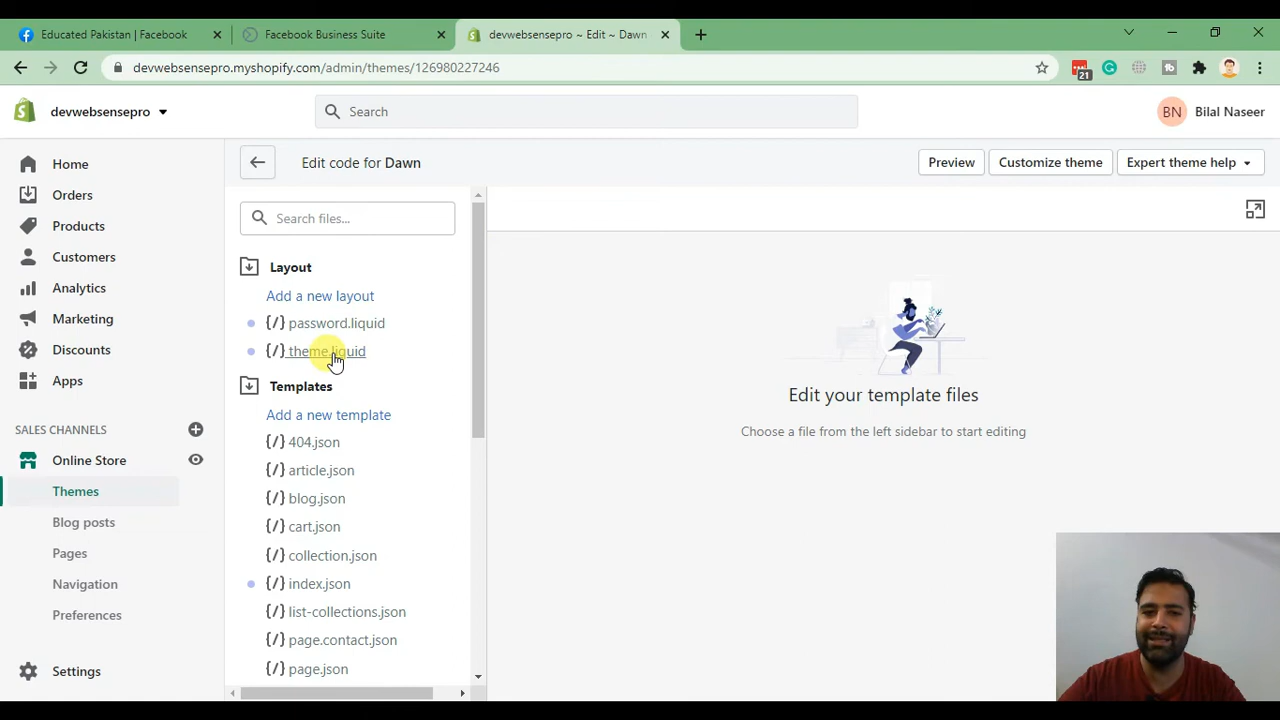 Educated Pakistan | Facebook
Facebook Business Suite
devwebsensepro ~ Edit ~ Dawn
devwebsensepro.myshopify.com/admin/themes/126980227246
21
devwebsensepro
Search
BN
Bilal Naseer
Home
Orders
Products
Customers
Analytics
Marketing
Discounts
Apps
SALES CHANNELS
Online Store
Themes
Blog posts
Pages
Navigation
Preferences
Settings
Edit code for Dawn
Preview
Customize theme
Expert theme help
Search files...
Layout
Add a new layout
{/} password.liquid
{/} theme.liquid
Templates
Add a new template
{/} 404.json
{/} article.json
{/} blog.json
{/} cart.json
{/} collection.json
{/} index.json
{/} list-collections.json
{/} page.contact.json
{/} page.json
Edit your template files
Choose a file from the left sidebar to start editing